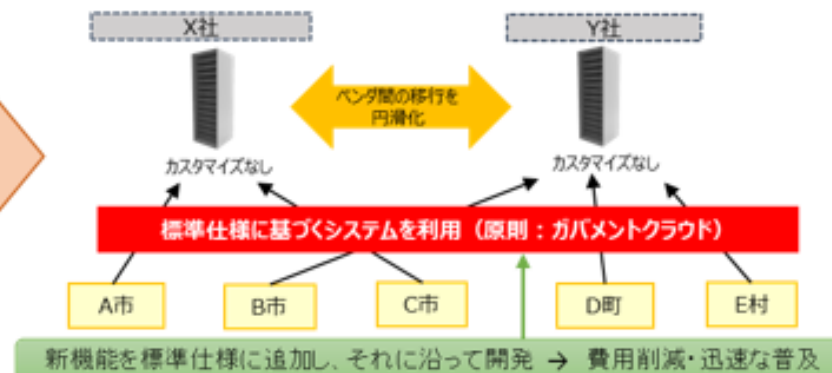 X社
Y社
ベンダ間の移行を
円滑化
カスタマイズなし
カスタマイズなし
標準仕様に基づくシステムを利用（原則：ガバメントクラウド）
A市
B市
C市
D町
E村
新機能を標準仕様に追加し、それに沿って開発 → 費用削減・迅速な普及